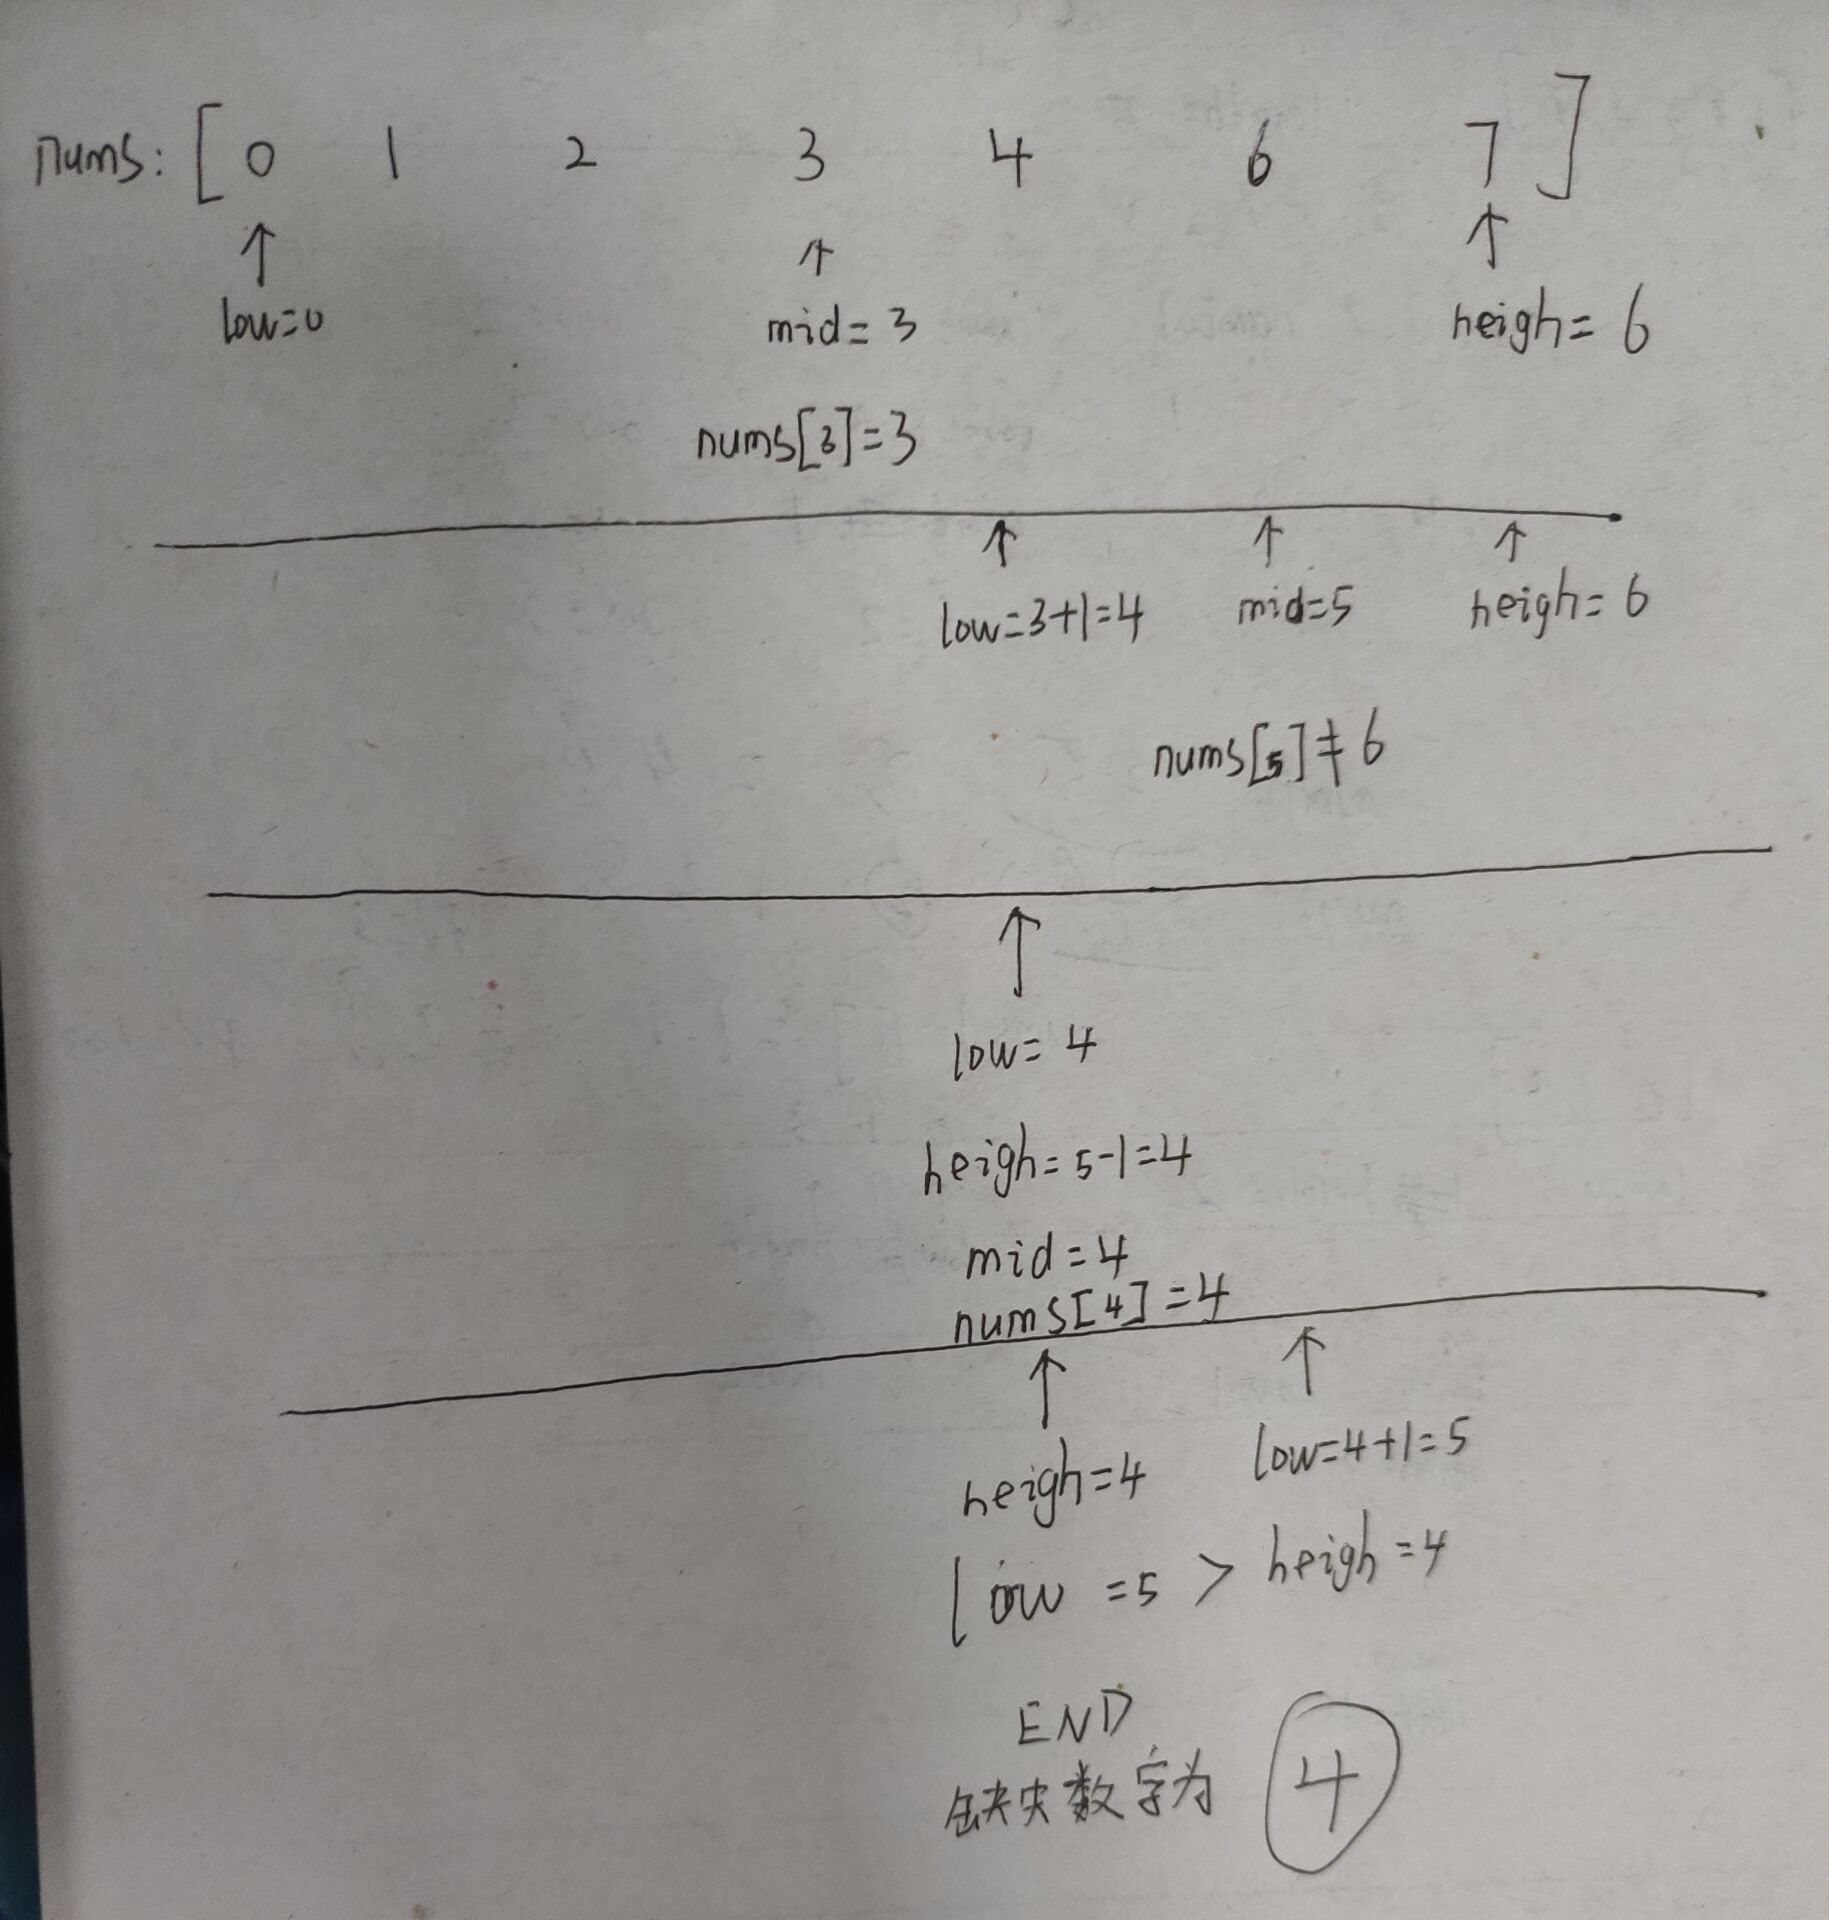 nums: [ 0 1 2 3 4 6 7 ]
↑ ↑ ↑
low=0 mid=3 heigh=6
nums[3]=3
↑ ↑ ↑
low=3+1=4 mid=5 heigh=6
nums[5]≠6
↑
low=4
heigh=5-1=4
mid=4
nums[4]=4
↑ ↑
heigh=4 low=4+1=5
low=5 > heigh=4
END
缺失数字为 4